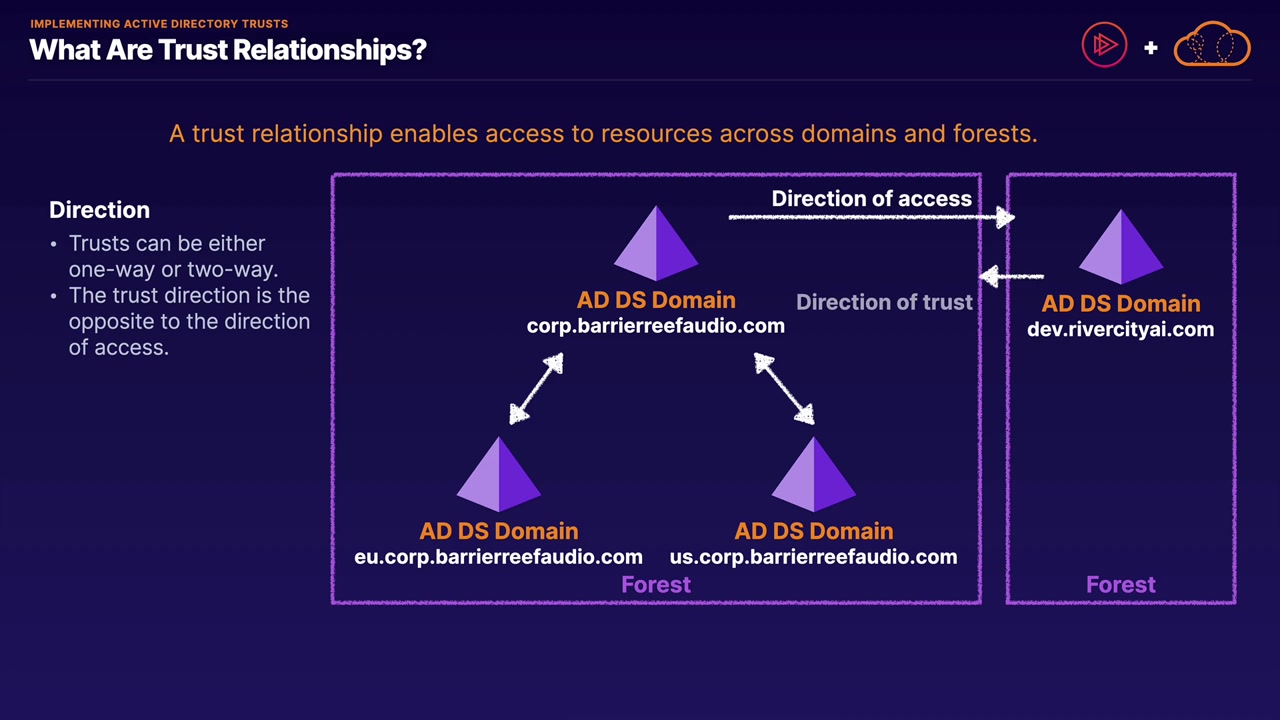 IMPLEMENTING ACTIVE DIRECTORY TRUSTS
What Are Trust Relationships?
A trust relationship enables access to resources across domains and forests.
Direction
• Trusts can be either
one-way or two-way.
• The trust direction is the
opposite to the direction
of access.
Direction of access
Direction of trust
AD DS Domain
corp.barrierreefaudio.com
AD DS Domain
dev.rivercityai.com
AD DS Domain
eu.corp.barrierreefaudio.com
AD DS Domain
us.corp.barrierreefaudio.com
Forest
Forest